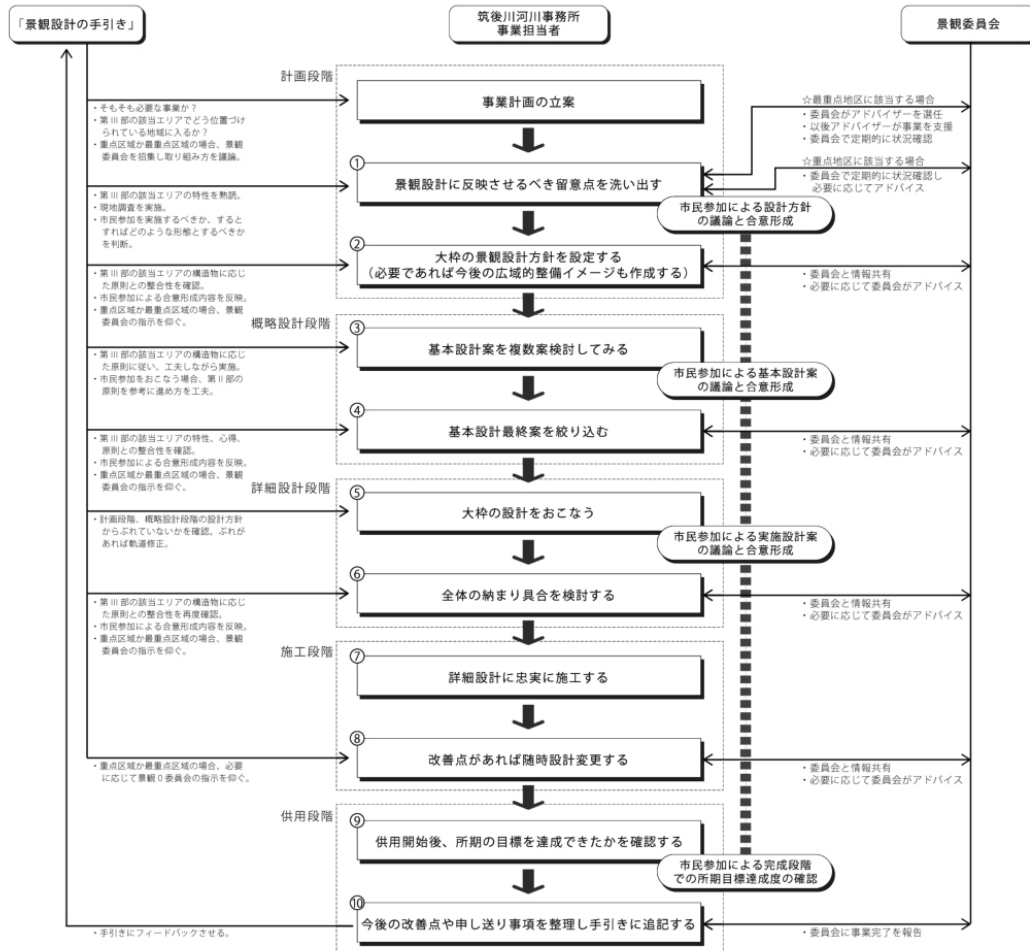 「景観設計の手引き」
筑後川河川事務所
事業担当者
景観委員会
計画段階
事業計画の立案
・そもそも必要な事業か？
・第 III 部の該当エリアでどう位置づけ
られている地域に入るか？
・重点区域か最重点区域の場合、景観
委員会を招集し取り組み方を議論。
☆最重点地区に該当する場合
・委員会がアドバイザーを選任
・以後アドバイザーが事業を支援
・委員会で定期的に状況確認
☆重点地区に該当する場合
・委員会で定期的に状況確認し
必要に応じてアドバイス
①
景観設計に反映させるべき留意点を洗い出す
・第 III 部の該当エリアの特性を熟読。
・現地調査を実施。
・市民参加を実施するべきか、すると
すればどのような形態とするべきか
を判断。
市民参加による設計方針
の議論と合意形成
②
大枠の景観設計方針を設定する
（必要であれば今後の広域的整備イメージも作成する）
・第 III 部の該当エリアの構造物に応じ
た原則との整合性を確認。
・市民参加による合意形成内容を反映。
・重点区域か最重点区域の場合、景観
委員会の指示を仰ぐ。
・委員会と情報共有
・必要に応じて委員会がアドバイス
概略設計段階
③
基本設計案を複数案検討してみる
・第 III 部の該当エリアの構造物に応じ
た原則に従い、工夫しながら実施。
・市民参加をおこなう場合、第 II 部の
原則を参考に進め方を工夫。
市民参加による基本設計案
の議論と合意形成
④
基本設計最終案を絞り込む
・第 III 部の該当エリアの特性、心得、
原則との整合性を確認。
・市民参加による合意形成内容を反映。
・重点区域か最重点区域の場合、景観
委員会の指示を仰ぐ。
・委員会と情報共有
・必要に応じて委員会がアドバイス
詳細設計段階
⑤
大枠の設計をおこなう
・計画段階、概略設計段階の設計方針
からぶれていないかを確認。ぶれが
あれば軌道修正。
市民参加による実施設計案
の議論と合意形成
⑥
全体の納まり具合を検討する
・第 III 部の該当エリアの構造物に応じ
た原則との整合性を再度確認。
・市民参加による合意形成内容を反映。
・重点区域か最重点区域の場合、景観
委員会の指示を仰ぐ。
・委員会と情報共有
・必要に応じて委員会がアドバイス
施工段階
⑦
詳細設計に忠実に施工する
⑧
改善点があれば随時設計変更する
・重点区域か最重点区域の場合、必要
に応じて景観０委員会の指示を仰ぐ。
・委員会と情報共有
・必要に応じて委員会がアドバイス
供用段階
⑨
供用開始後、所期の目標を達成できたかを確認する
市民参加による完成段階
での所期目標達成度の確認
⑩
今後の改善点や申し送り事項を整理し手引きに追記する
・手引きにフィードバックさせる。
・委員会に事業完了を報告